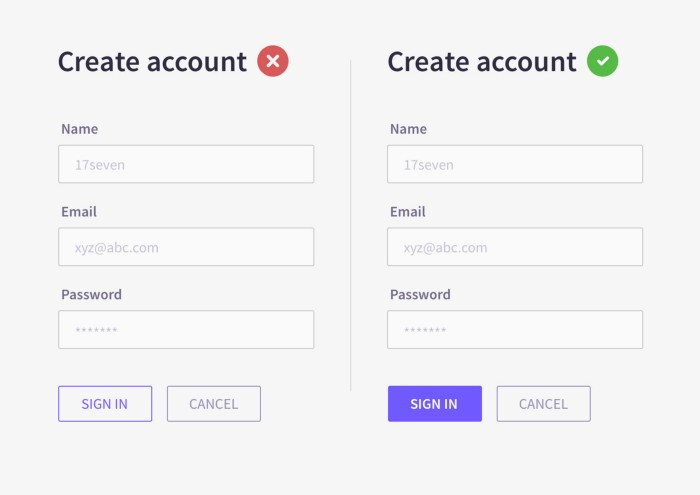 Create account
Name
17seven
Email
xyz@abc.com
Password
*******
SIGN IN CANCEL
Create account
Name
17seven
Email
xyz@abc.com
Password
*******
SIGN IN CANCEL